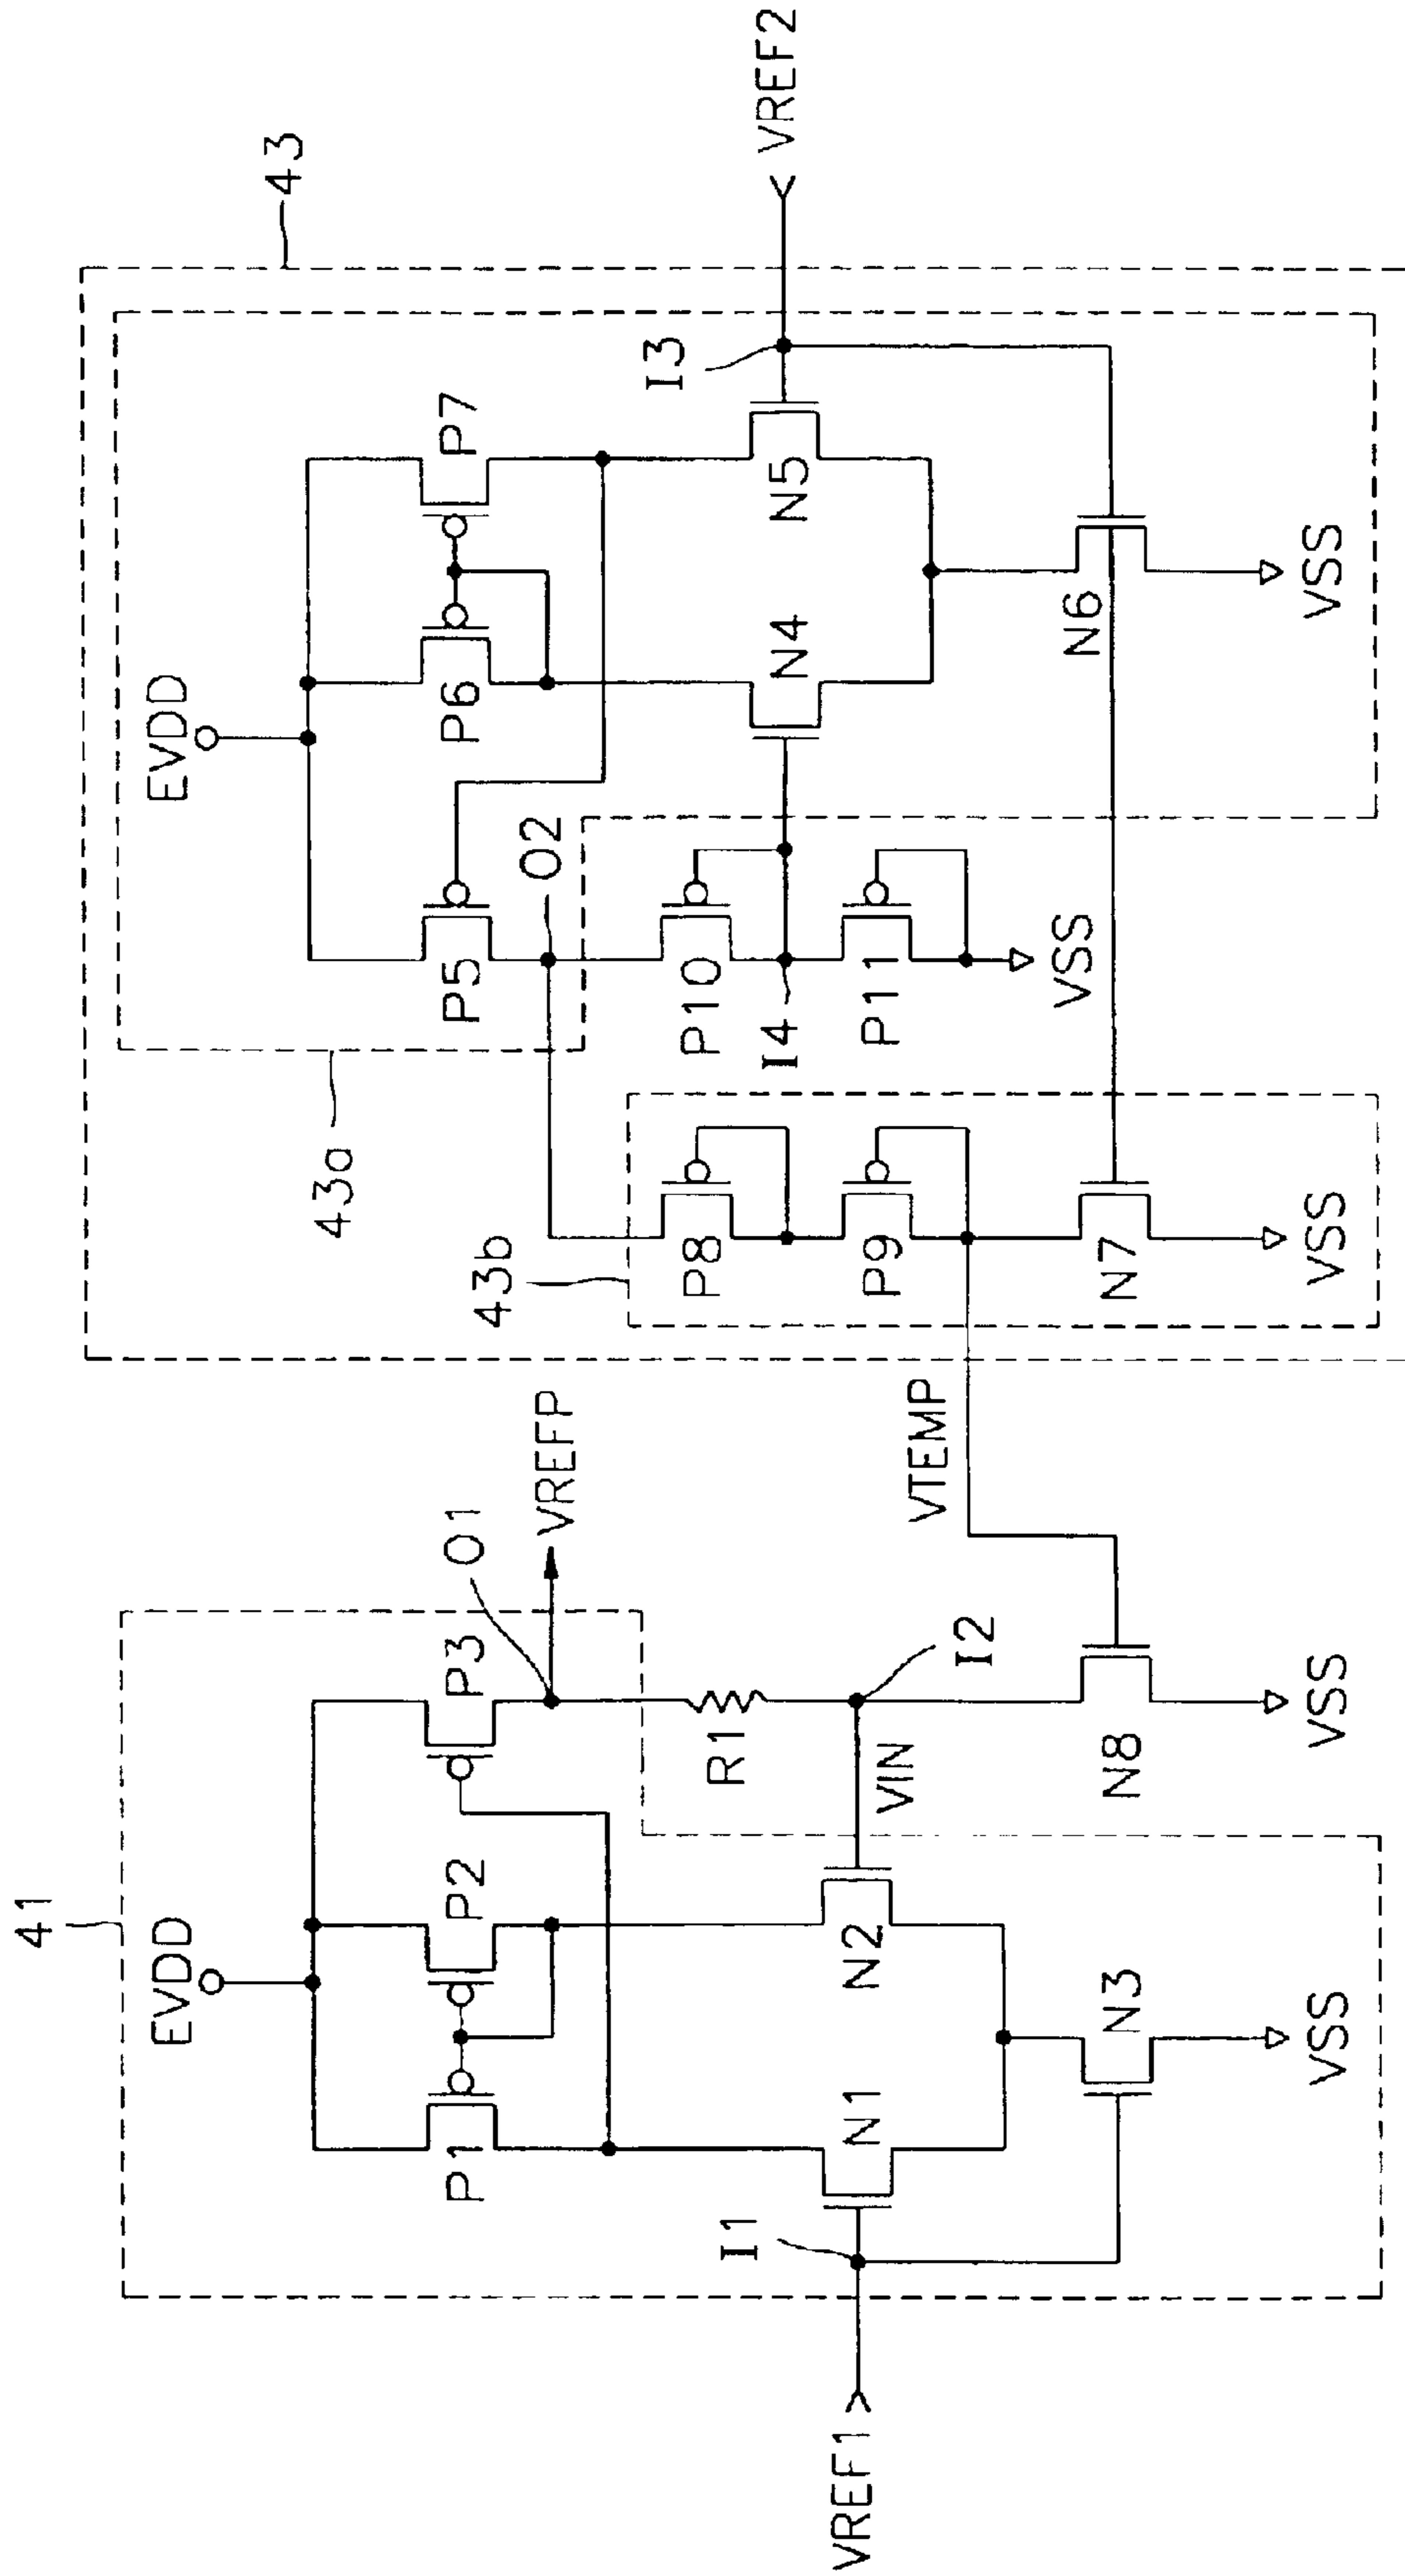 41
EVDD
P1
P2
P3
O1
VREFP
R1
I1
N1
N2
VIN
I2
VREF1
N3
VSS
N8
VSS
VTEMP
43
43a
EVDD
P5
P6
P7
O2
43b
P8
P10
I3
VREF2
I4
N4
N5
P9
P11
VSS
N7
N6
VSS
VSS